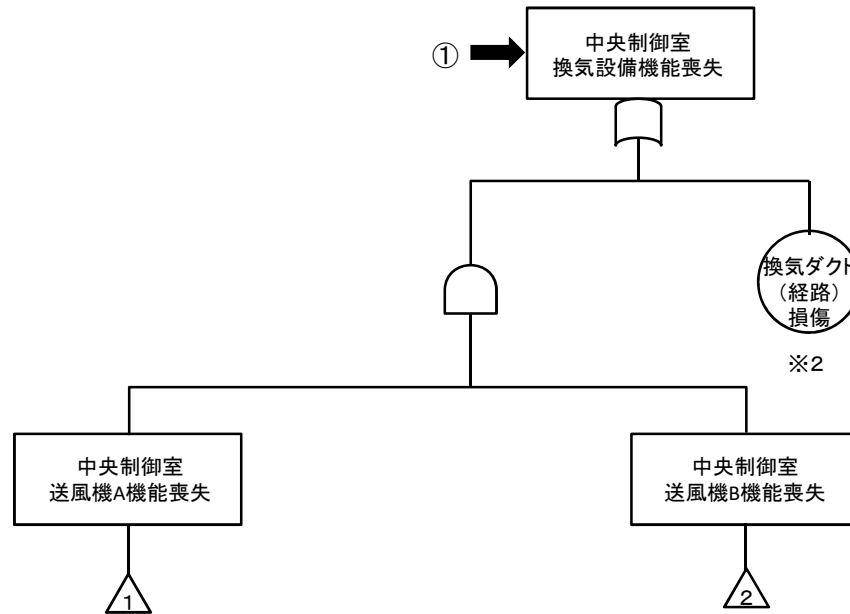 ①
中央制御室
換気設備機能喪失
換気ダクト
（経路）
損傷
※2
中央制御室
送風機A機能喪失
中央制御室
送風機B機能喪失
1
2